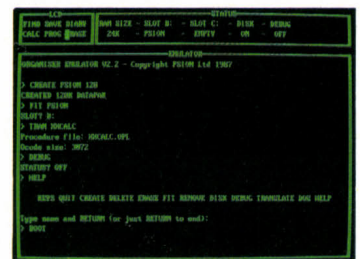 LCD
FIND SAVE DIARY
CALC PROG ERASE
STATUS
RAM SIZE - SLOT B: - SLOT C: - DISK - DEBUG
24K - PSION - EMPTY - ON - OFF
EMULATOR
ORGANISER EMULATOR V2.2 - Copyright PSION Ltd 1987
> CREATE PSION 128
CREATED 128K DATAPAK
> FIT PSION
SLOT? B:
> TRAN XHCALC
Procedure file: XHCALC.OPL
Qcode size: 3072
> DEBUG
STATUS? OFF
> HELP
KEYS QUIT CREATE DELETE ERASE FIT REMOVE DISK DEBUG TRANSLATE DOS HELP
Type name and RETURN (or just RETURN to end):
> BOOT